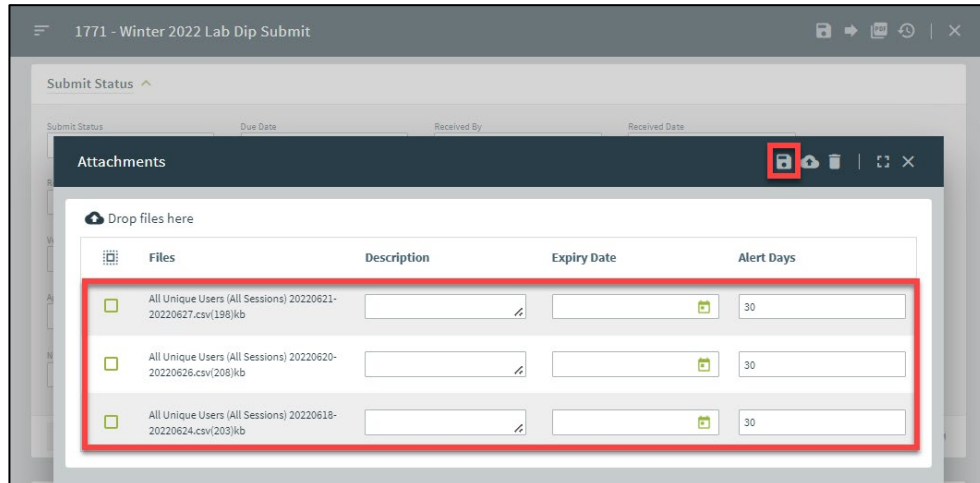 1771 - Winter 2022 Lab Dip Submit
PDF
Submit Status
Submit Status Due Date Received By Received Date
Attachments
Drop files here
Files Description Expiry Date Alert Days
All Unique Users (All Sessions) 20220621-
20220627.csv(198)kb
30
All Unique Users (All Sessions) 20220620-
20220626.csv(208)kb
30
All Unique Users (All Sessions) 20220618-
20220624.csv(203)kb
30